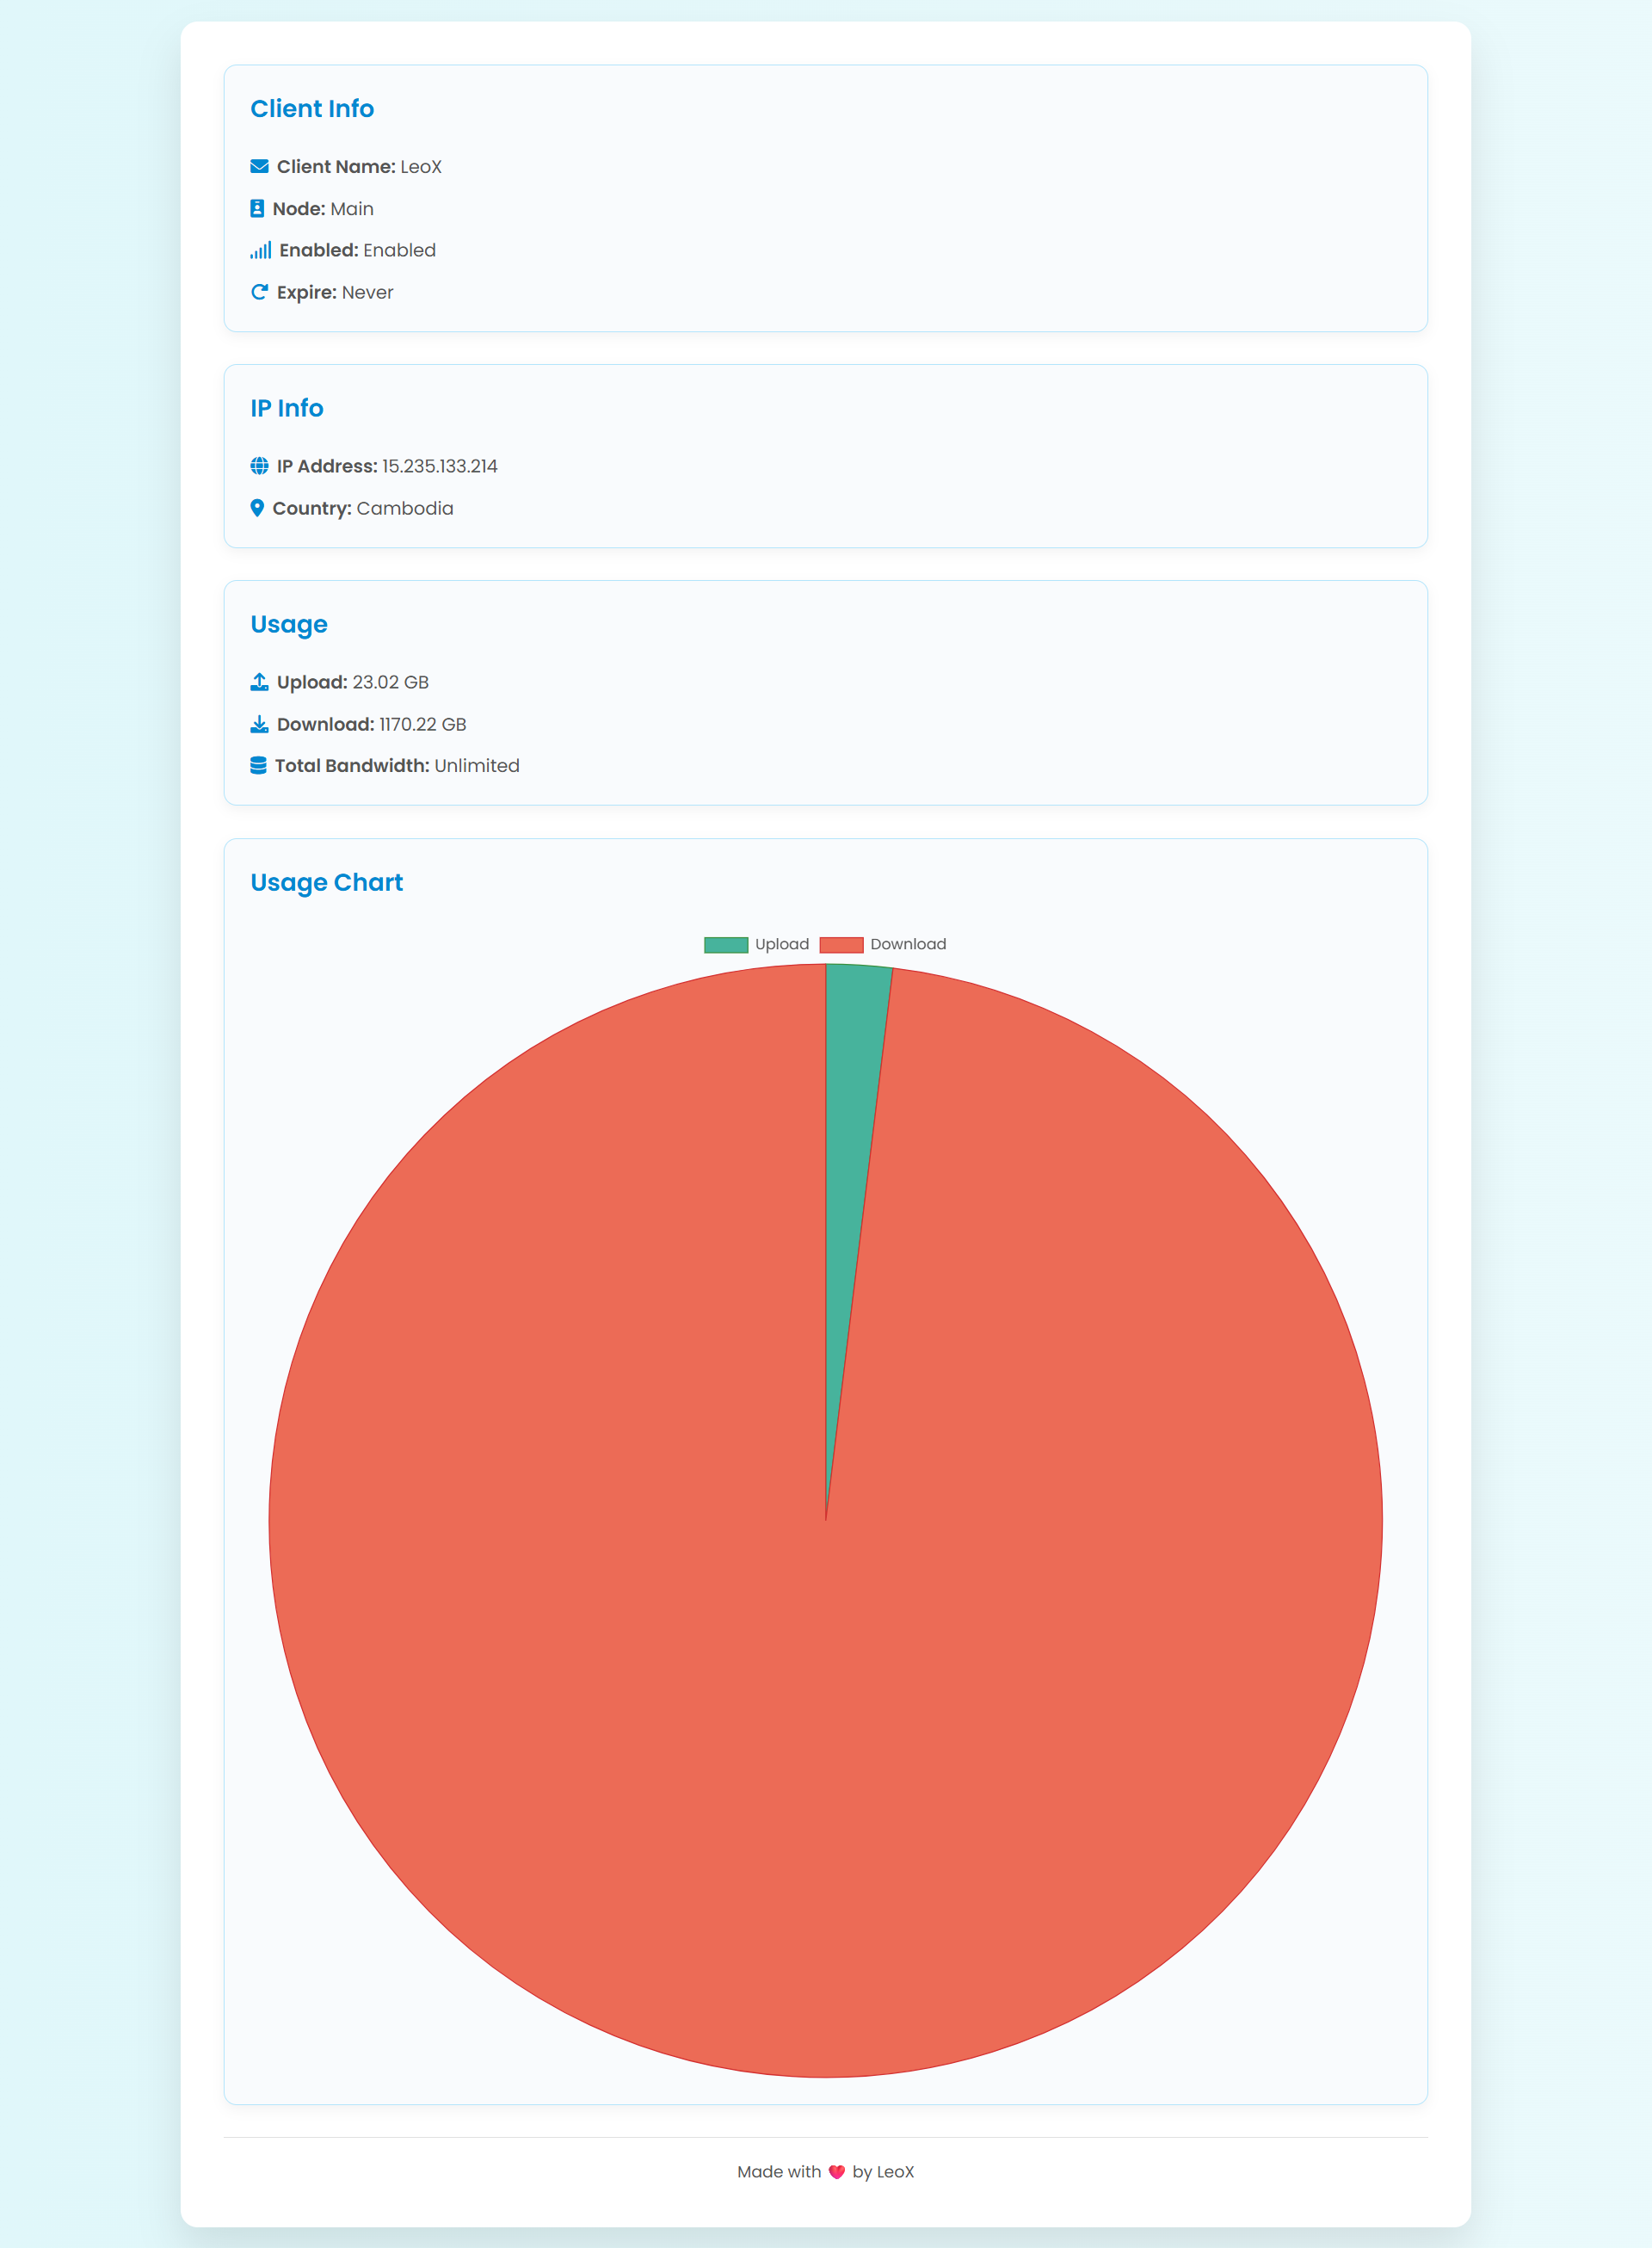 Client Info
Client Name: LeoX
Node: Main
Enabled: Enabled
Expire: Never
IP Info
IP Address: 15.235.133.214
Country: Cambodia
Usage
Upload: 23.02 GB
Download: 1170.22 GB
Total Bandwidth: Unlimited
Usage Chart
Upload Download
Made with ❤️ by LeoX